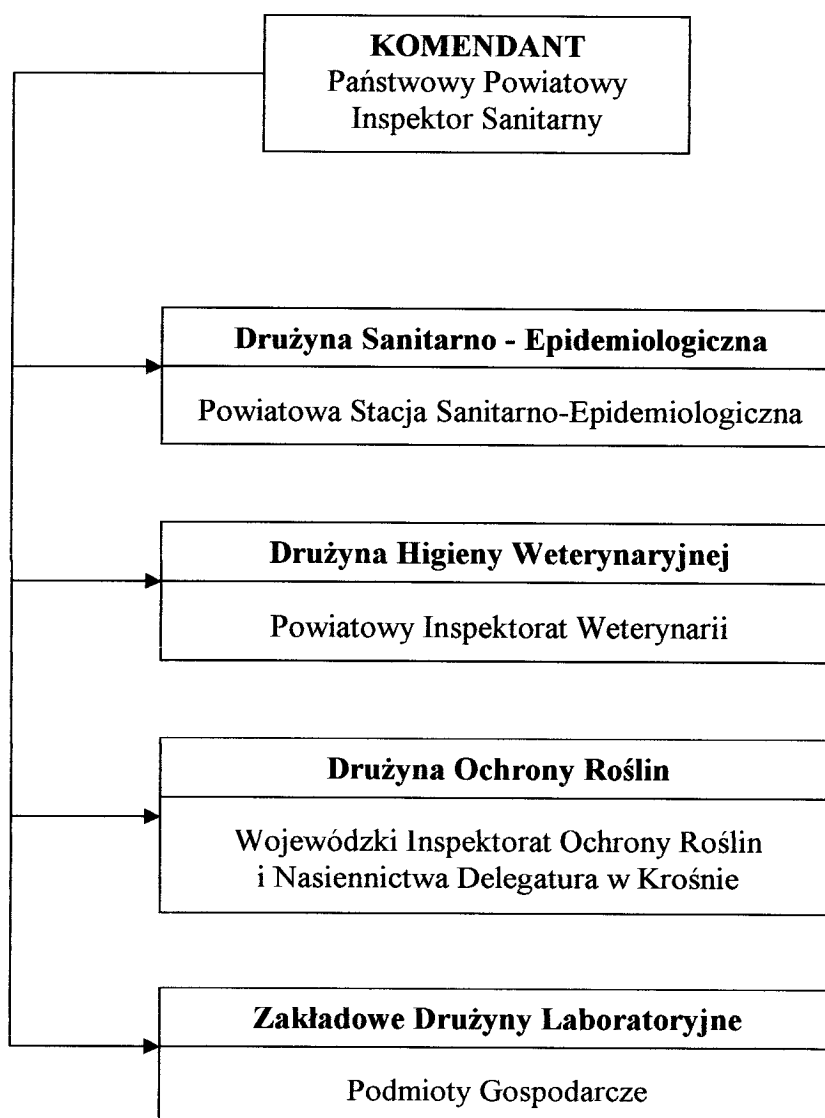 KOMENDANT
Państwowy Powiatowy
Inspektor Sanitarny
Drużyna Sanitarno - Epidemiologiczna
Powiatowa Stacja Sanitarno-Epidemiologiczna
Drużyna Higieny Weterynaryjnej
Powiatowy Inspektorat Weterynarii
Drużyna Ochrony Roślin
Wojewódzki Inspektorat Ochrony Roślin
i Nasiennictwa Delegatura w Krośnie
Zakładowe Drużyny Laboratoryjne
Podmioty Gospodarcze